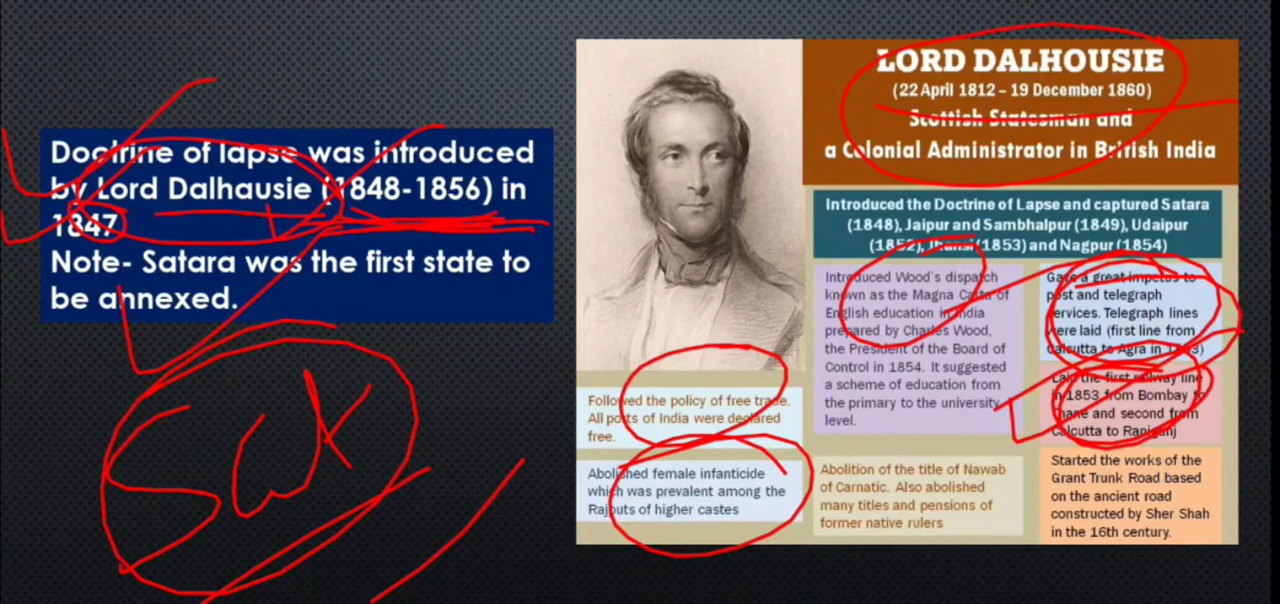 Doctrine of lapse was introduced
by Lord Dalhausie (1848-1856) in
1847
Note- Satara was the first state to
be annexed.
LORD DALHOUSIE
(22 April 1812 – 19 December 1860)
Scottish Statesman and
a Colonial Administrator in British India
Introduced the Doctrine of Lapse and captured Satara
(1848), Jaipur and Sambhalpur (1849), Udaipur
(1852), Jhansi (1853) and Nagpur (1854)
Introduced Wood's dispatch
known as the Magna Carta of
English education in India
prepared by Charles Wood,
the President of the Board of
Control in 1854. It suggested
a scheme of education from
the primary to the university
level.
Gave a great impetus to
post and telegraph
services. Telegraph lines
were laid (first line from
Calcutta to Agra in
Laid the first railway line
in 1853 from Bombay to
Thane and second from
Calcutta to Raniganj
Followed the policy of free trade.
All posts of India were declared
free.
Abolished female infanticide
which was prevalent among the
Rajputs of higher castes
Abolition of the title of Nawab
of Carnatic. Also abolished
many titles and pensions of
former native rulers
Started the works of the
Grant Trunk Road based
on the ancient road
constructed by Sher Shah
in the 16th century.